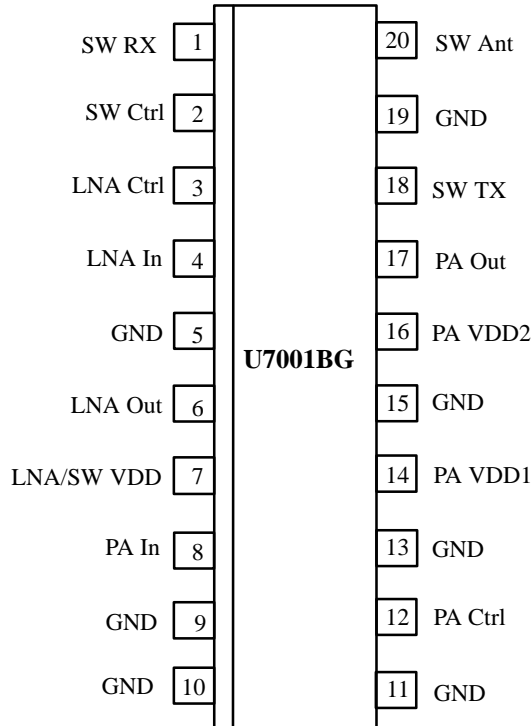 SW RX 1 20 SW Ant
SW Ctrl 2 19 GND
LNA Ctrl 3 18 SW TX
LNA In 4 17 PA Out
GND 5 16 PA VDD2
U7001BG
LNA Out 6 15 GND
LNA/SW VDD 7 14 PA VDD1
PA In 8 13 GND
GND 9 12 PA Ctrl
GND 10 11 GND